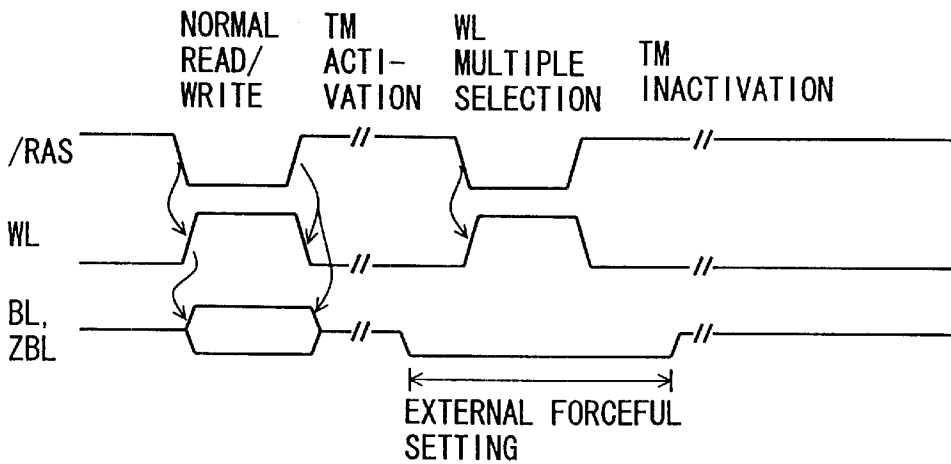 NORMAL
READ/
WRITE
TM
ACTI-
VATION
WL
MULTIPLE
SELECTION
TM
INACTIVATION
/RAS
WL
BL,
ZBL
EXTERNAL FORCEFUL
SETTING